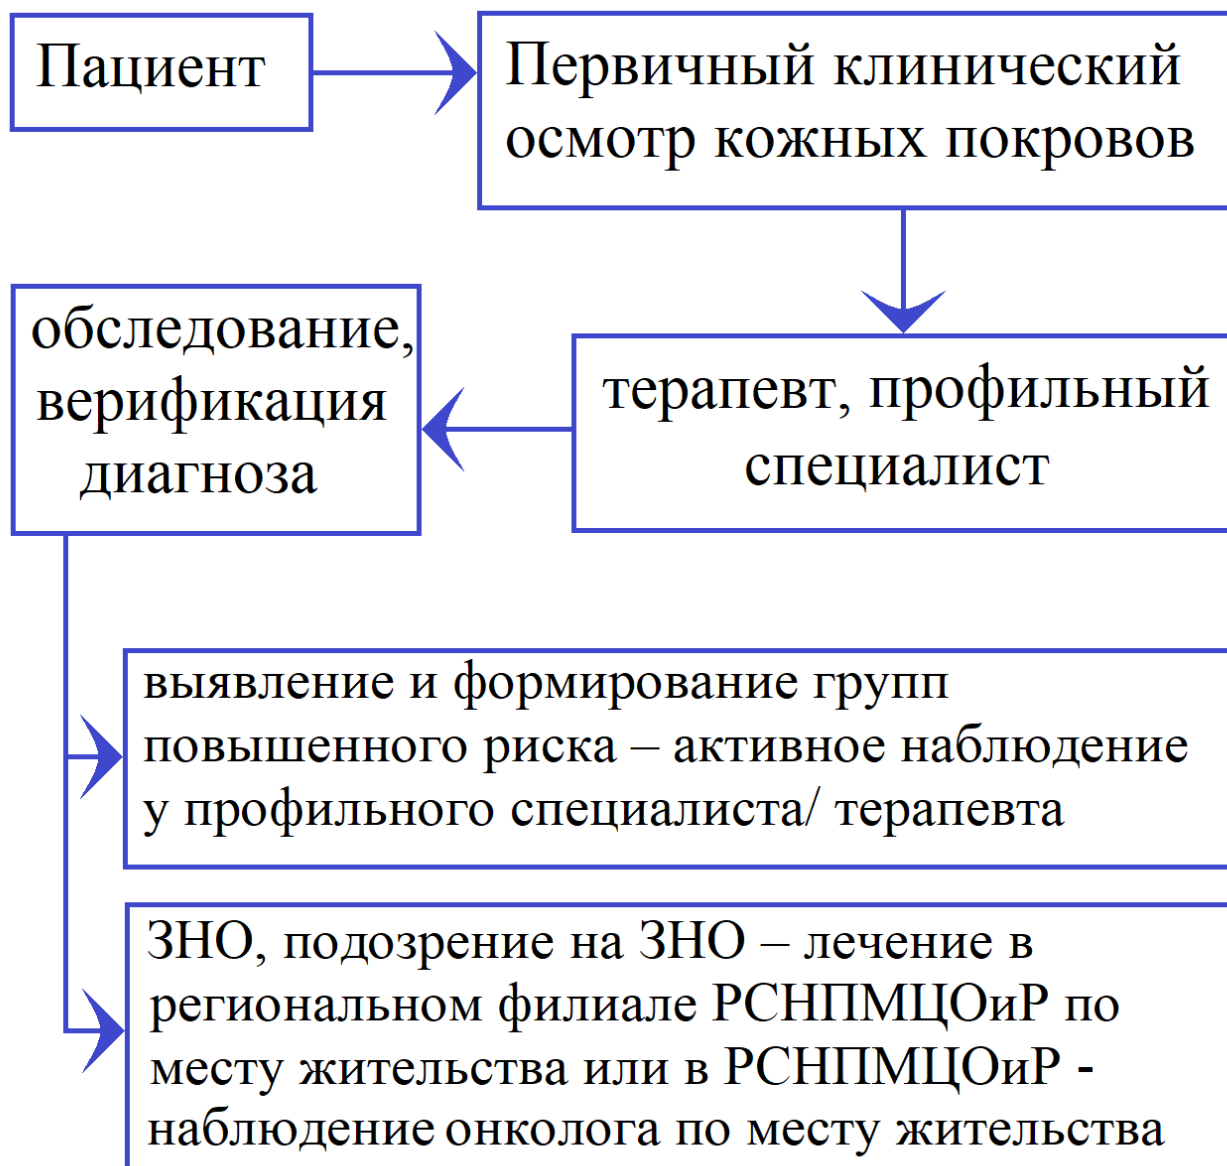 Пациент
Первичный клинический
осмотр кожных покровов
терапевт, профильный
специалист
обследование,
верификация
диагноза
выявление и формирование групп
повышенного риска – активное наблюдение
у профильного специалиста/ терапевта
ЗНО, подозрение на ЗНО – лечение в
региональном филиале РСНПМЦОиР по
месту жительства или в РСНПМЦОиР -
наблюдение онколога по месту жительства